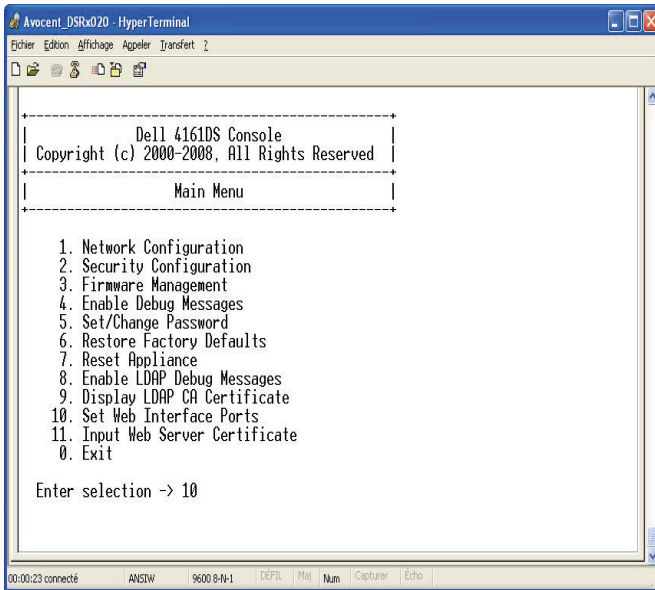 Avocent_DSRx020 - HyperTerminal
Fichier Edition Affichage Appeler Transfert ?
Dell 4161DS Console
Copyright (c) 2000-2008, All Rights Reserved
Main Menu
1. Network Configuration
2. Security Configuration
3. Firmware Management
4. Enable Debug Messages
5. Set/Change Password
6. Restore Factory Defaults
7. Reset Appliance
8. Enable LDAP Debug Messages
9. Display LDAP CA Certificate
10. Set Web Interface Ports
11. Input Web Server Certificate
0. Exit
Enter selection -> 10
00:00:23 connecté ANSIW 9600 8-N-1 DÉFIL Maj Num Capturer Écho